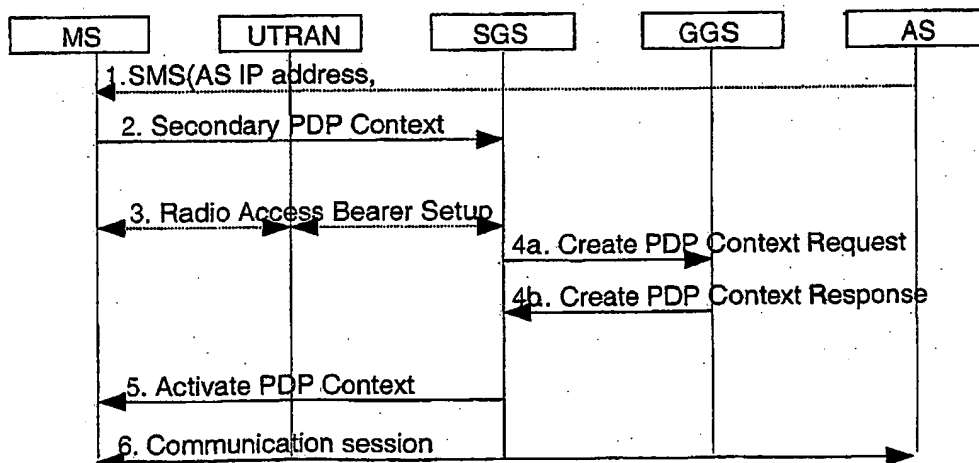 MS UTRAN SGS GGS AS
1.SMS(AS IP address,
2. Secondary PDP Context
3. Radio Access Bearer Setup
4a. Create PDP Context Request
4b. Create PDP Context Response
5. Activate PDP Context
6. Communication session